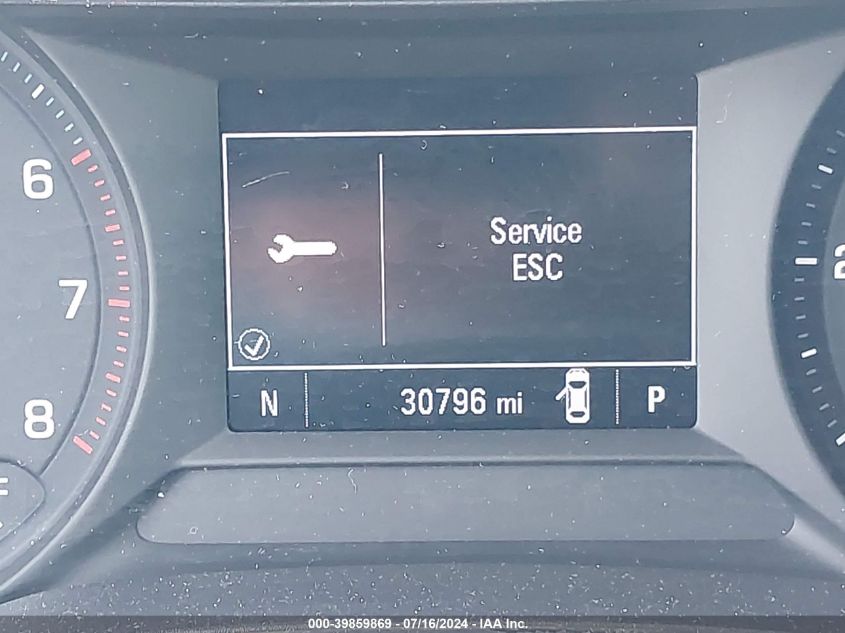 6
7
8
Service
ESC
N 30796 mi P
2
000-39859869 - 07/16/2024 - IAA Inc.